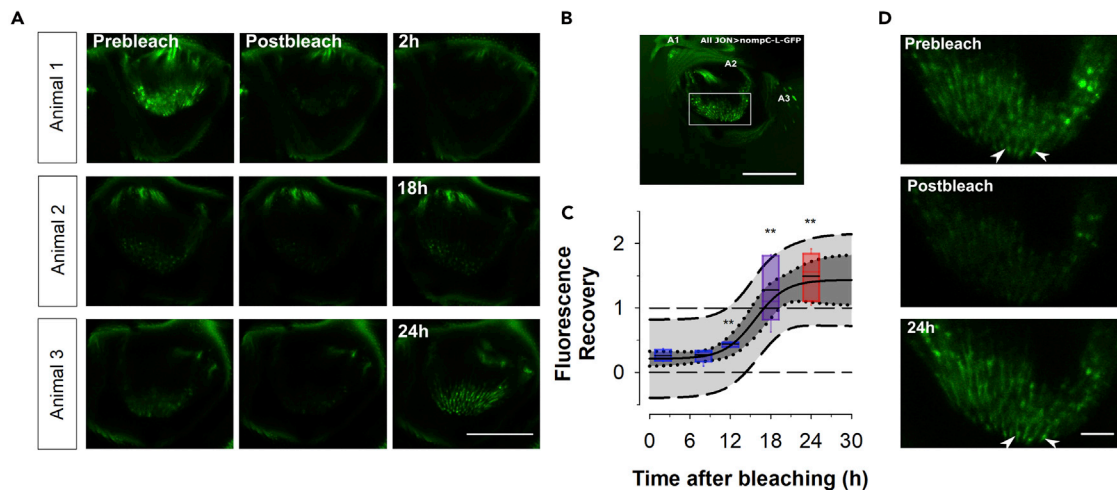 A
Prebleach
Postbleach
2h
Animal 1
18h
Animal 2
24h
Animal 3
B
A1
All JON>nompC-L-GFP
A2
A3
C
**
**
**
2
1
0
Fluorescence
Recovery
0 6 12 18 24 30
Time after bleaching (h)
D
Prebleach
Postbleach
24h